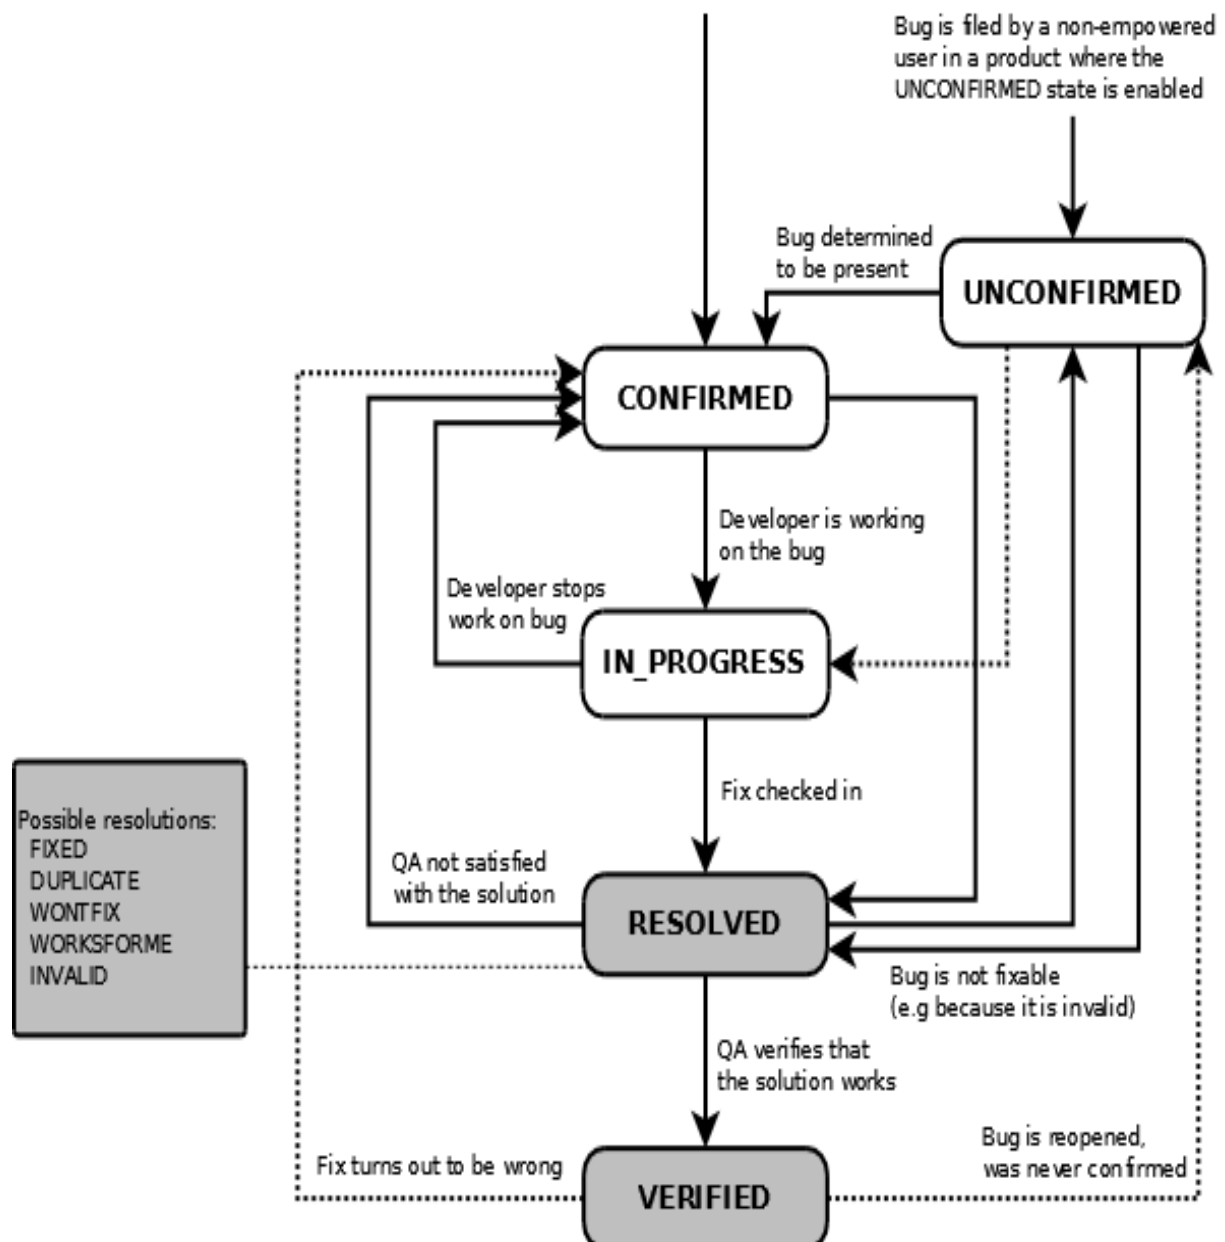 Bug is filed by a non-empowered
user in a product where the
UNCONFIRMED state is enabled
Bug determined
to be present
UNCONFIRMED
CONFIRMED
Developer is working
on the bug
Developer stops
work on bug
IN_PROGRESS
Fix checked in
Possible resolutions:
FIXED
DUPLICATE
WONTFIX
WORKSFORME
INVALID
QA not satisfied
with the solution
RESOLVED
Bug is not fixable
(e.g because it is invalid)
QA verifies that
the solution works
Bug is reopened,
was never confirmed
Fix turns out to be wrong
VERIFIED